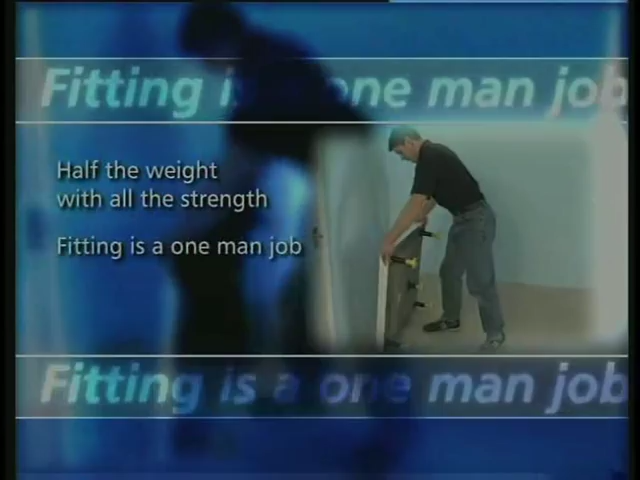 Fitting is a one man job
Half the weight
with all the strength
Fitting is a one man job
Fitting is a one man job